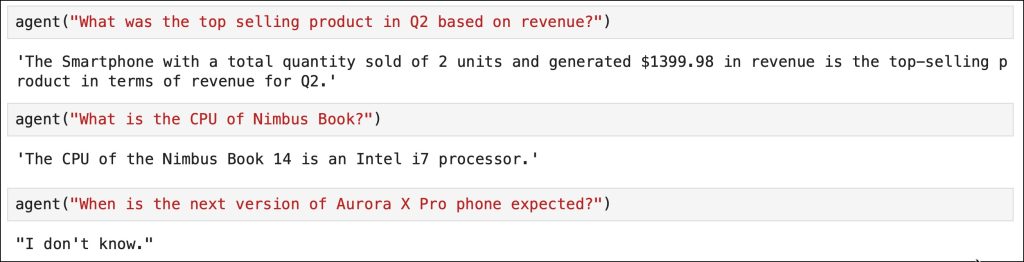 agent("What was the top selling product in Q2 based on revenue?")
'The Smartphone with a total quantity sold of 2 units and generated $1399.98 in revenue is the top-selling p
roduct in terms of revenue for Q2.'
agent("What is the CPU of Nimbus Book?")
'The CPU of the Nimbus Book 14 is an Intel i7 processor.'
agent("When is the next version of Aurora X Pro phone expected?")
"I don't know."